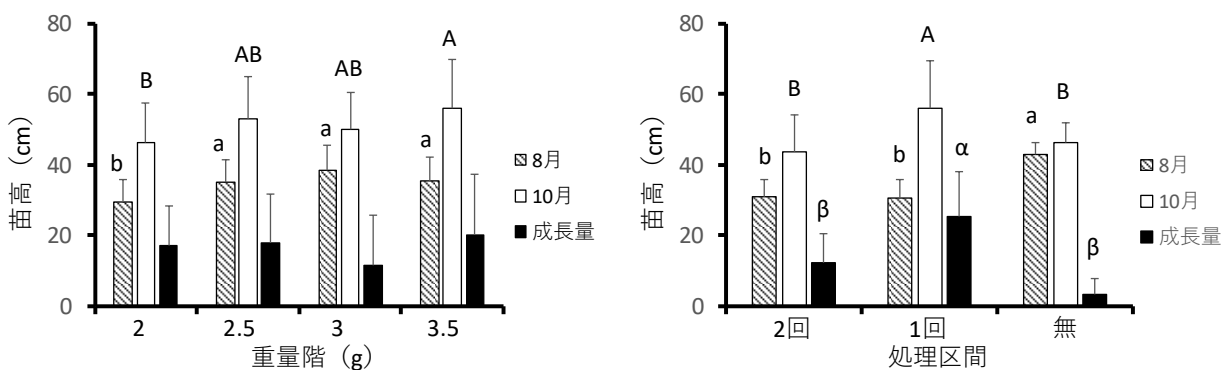 80
60
40
20
0
苗高（cm）
B
AB
AB
A
b
a
a
a
2
2.5
3
3.5
重量階（g）
8月
10月
成長量
80
60
40
20
0
苗高（cm）
B
A
B
b
b
a
β
α
β
2回
1回
無
処理区間
8月
10月
成長量